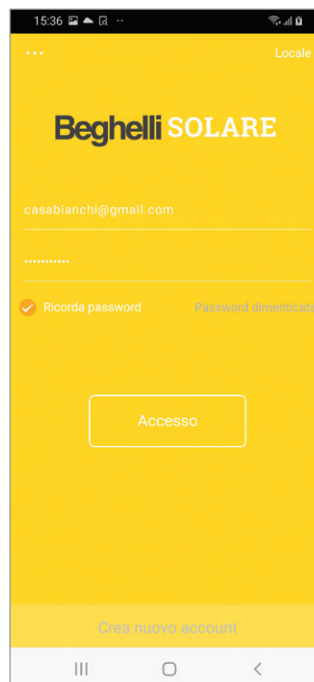 15:36
Locale
Beghelli SOLARE
casabianchi@gmail.com
Ricorda password
Password dimenticata
Accesso
Crea nuovo account